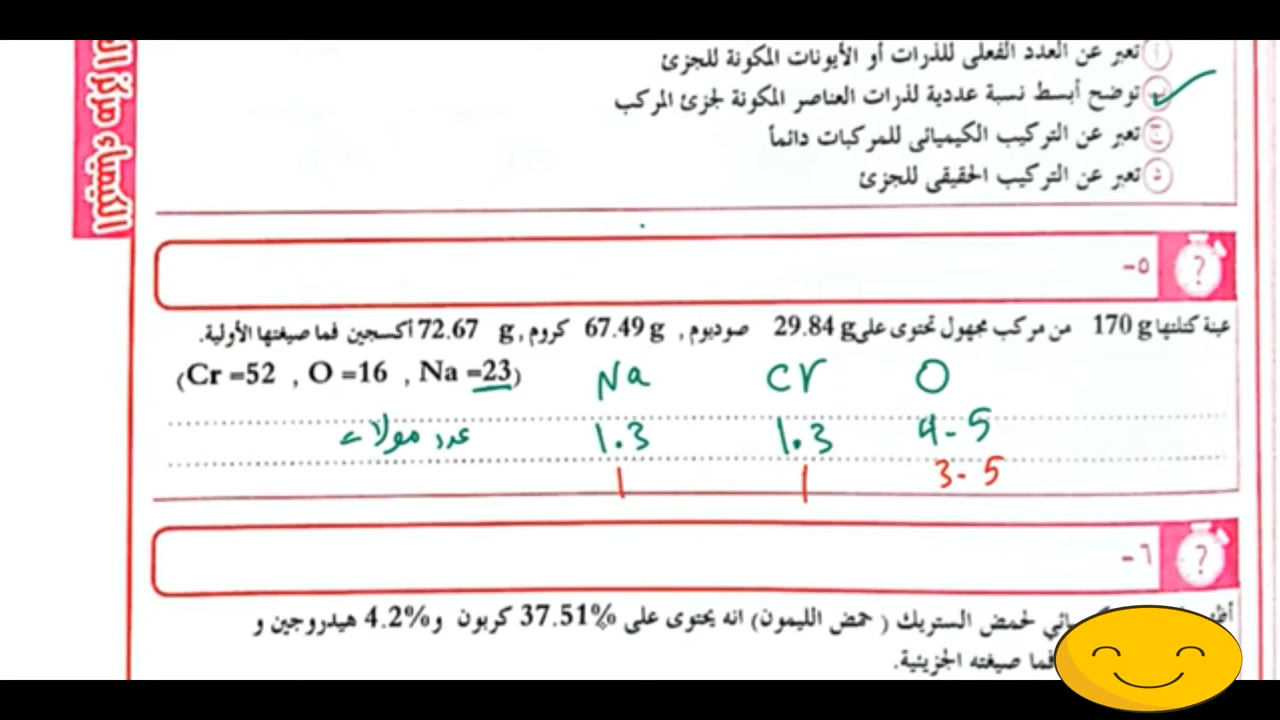 أ تعبر عن العدد الفعلى للذرات أو الأيونات المكونة للجزئ
ب توضح أبسط نسبة عددية لذرات العناصر المكونة لجزئ المركب
ج تعبر عن التركيب الكيميائى للمركبات دائماً
د تعبر عن التركيب الحقيقى للجزئ
الكيمياء
?
٥-
عينة كتلتها 170 g من مركب مجهول تحتوى على 29.84 g صوديوم , 67.49 g كروم , 72.67 g أكسجين فما صيغتها الأولية.
(Cr =52 , O =16 , Na =23)
Na Cr O
عدد مولات 1.3 1.3 4-5
1 1 3-5
?
٦-
لحمض الستريك ( حمض الليمون) انه يحتوى على 37.51% كربون و 4.2% هيدروجين و
فما صيغته الجزيئية.